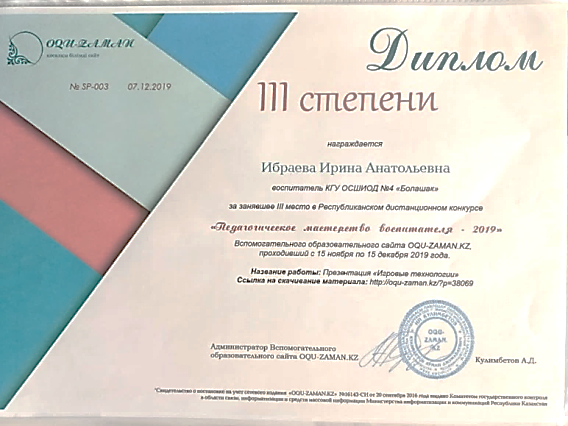 OQU-ZAMAN
№ SP-003 07.12.2019
Диплом
III степени
награждается
Ибраева Ирина Анатольевна
воспитатель КГУ ОСШИОД №4 «Болашак»
за занявшее III место в Республиканском дистанционном конкурсе
«Педагогическое мастерство воспитателя - 2019»
Вспомогательного образовательного сайта OQU-ZAMAN.KZ,
проходивший с 15 ноября по 15 декабря 2019 года.
Название работы: Презентация «Игровые технологии»
Ссылка на скачивание материала: http://oqu-zaman.kz/?p=38069
Администратор Вспомогательного
образовательного сайта OQU-ZAMAN.KZ
OQU-
ZAMAN.
KZ
Кулимбетов А.Д.
"Свидетельство о постановке на учет сетевого издания «OQU-ZAMAN.KZ» №16143-СИ от 20 сентября 2016 года выдано Комитетом государственного контроля
в области связи, информатизации и средств массовой информации Министерства информатизации и коммуникаций Республики Казахстан